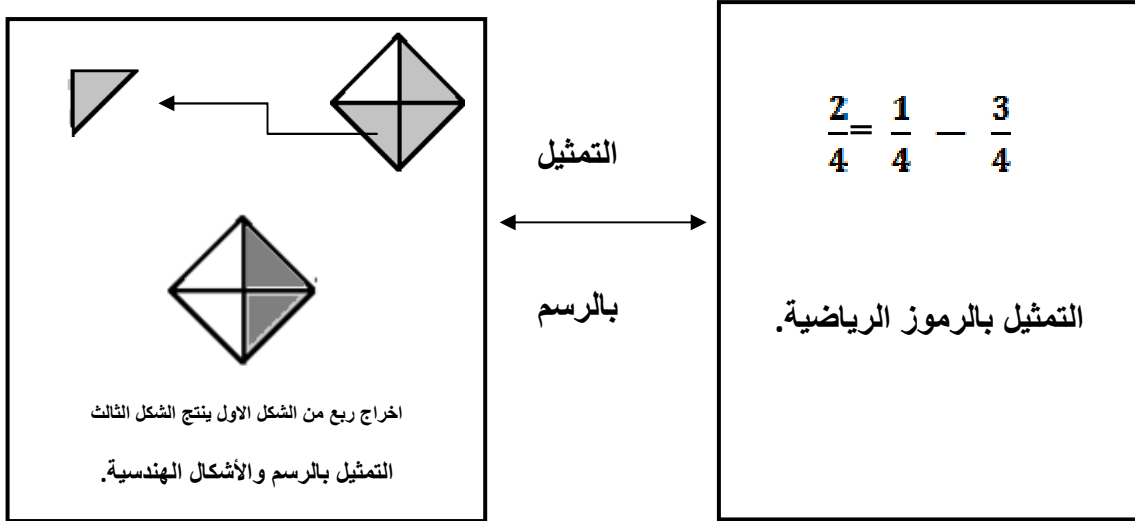 3/4 − 1/4 = 2/4
التمثيل بالرموز الرياضية.
التمثيل
بالرسم
اخراج ربع من الشكل الاول ينتج الشكل الثالث
التمثيل بالرسم والأشكال الهندسية.